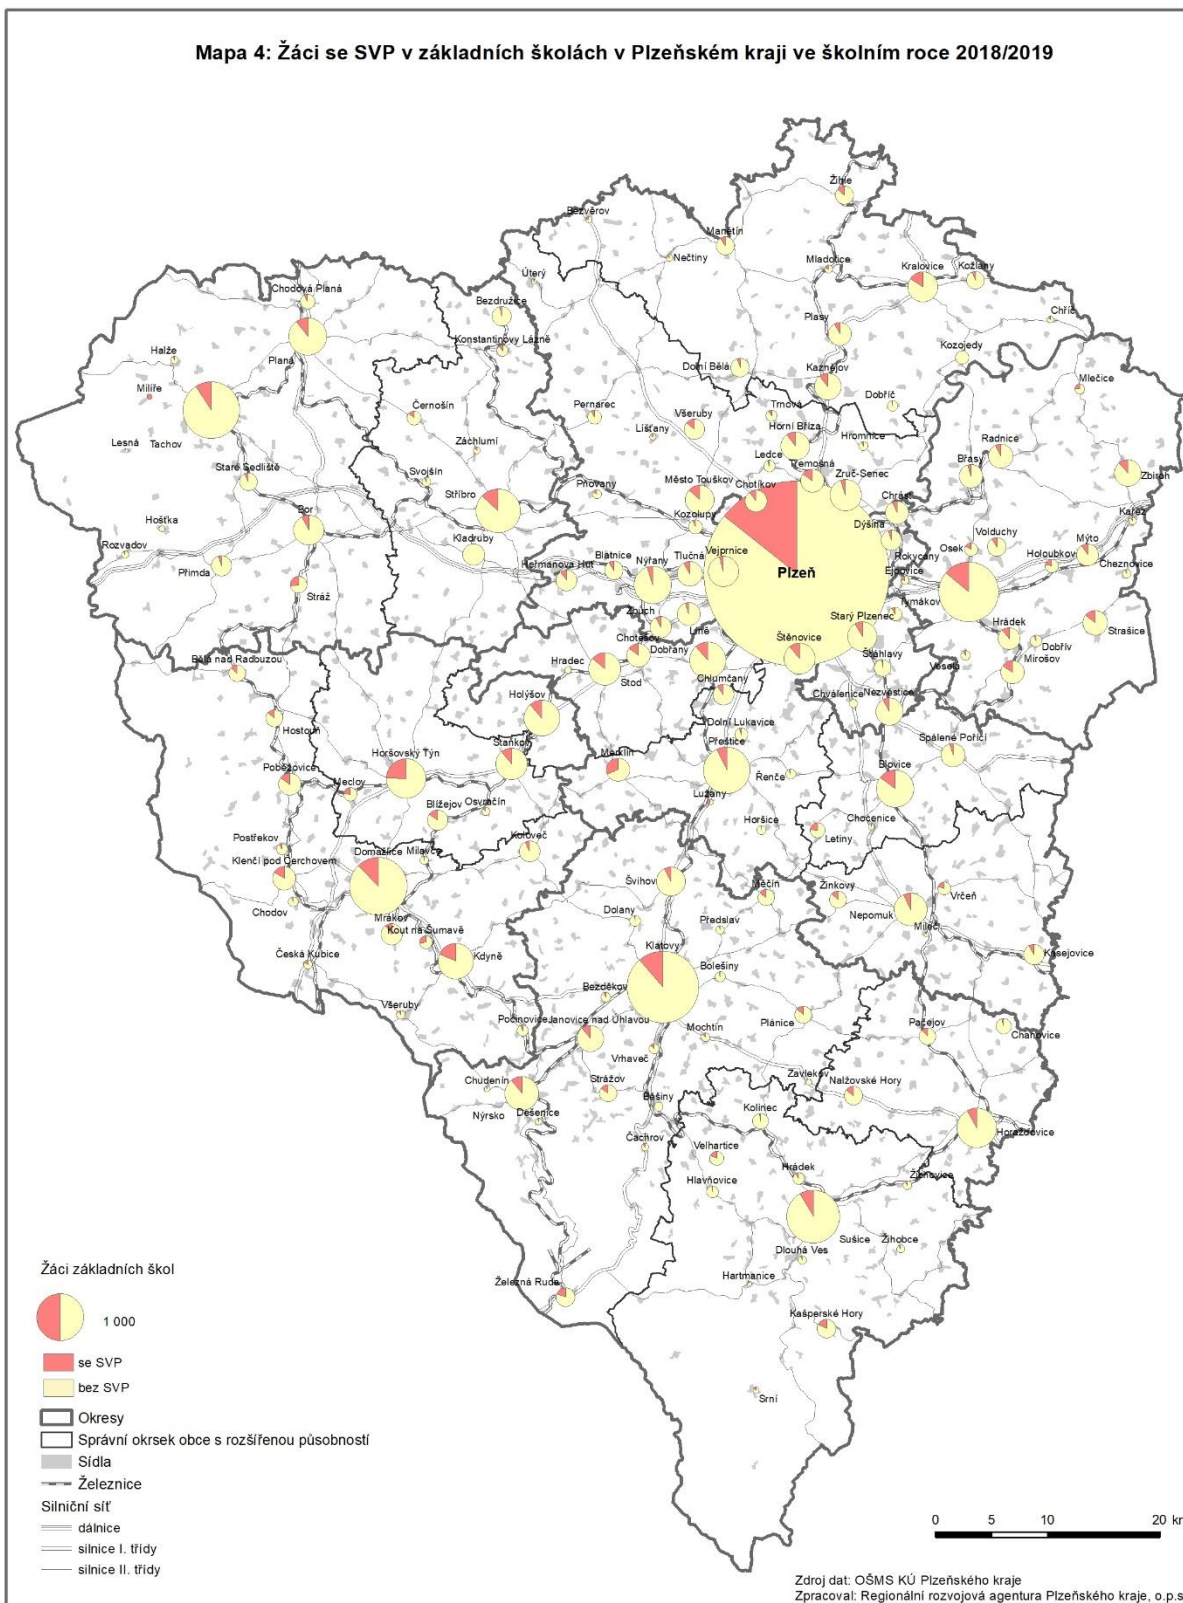 Mapa 4: Žáci se SVP v základních školách v Plzeňském kraji ve školním roce 2018/2019
Žihle
Bezvěrov
Manětín
Nečtiny
Mladotice
Kralovice
Kožlany
Úterý
Chodová Planá
Bezdružice
Plasy
Chříč
Konstantinovy Lázně
Halže
Planá
Dolní Bělá
Kaznějov
Kozojedy
Milíře
Mlečice
Černošín
Pernarec
Všeruby
Trnová
Dobříč
Líšťany
Horní Bříza
Hromnice
Radnice
Lesná
Tachov
Záchlumí
Ledce
Břasy
Staré Sedliště
Svojšín
Třemošná
Zruč-Senec
Zbiroh
Stříbro
Pňovany
Město Touškov
Chotíkov
Chrást
Bor
Kozolupy
Kařez
Hošťka
Dýšina
Volduchy
Kladruby
Rokycany
Osek
Mýto
Rozvadov
Blatnice
Nýřany
Tlučná
Vejprnice
Holoubkov
Cheznovice
Přimda
Heřmanova Huť
Plzeň
Ejpovice
Stráž
Tymákov
Zbůch
Starý Plzenec
Líně
Hrádek
Strašice
Chotěšov
Dobřany
Štěnovice
Dobřív
Bělá nad Radbuzou
Hradec
Stod
Šťáhlavy
Veselá
Mirošov
Chlumčany
Holýšov
Chválenice
Nezvěstice
Hostouň
Dolní Lukavice
Staňkov
Přeštice
Spálené Poříčí
Horšovský Týn
Merklín
Poběžovice
Řenče
Blovice
Meclov
Lužany
Blížejov
Osvračín
Horšice
Chocenice
Letiny
Postřekov
Koloveč
Domažlice
Milavče
Klenčí pod Čerchovem
Švihov
Měčín
Žinkovy
Vrčeň
Chodov
Mrákov
Dolany
Předslav
Nepomuk
Kout na Šumavě
Klatovy
Mileč
Česká Kubice
Kdyně
Bolešiny
Kasejovice
Bezděkov
Všeruby
Počinovice
Janovice nad Úhlavou
Plánice
Pačejov
Chanovice
Mochtín
Vrhaveč
Zavlekov
Chudenín
Strážov
Nalžovské Hory
Nýrsko
Dešenice
Běšiny
Kolinec
Horažďovice
Čachrov
Velhartice
Hrádek
Žichovice
Hlavňovice
Sušice
Žihobce
Dlouhá Ves
Železná Ruda
Hartmanice
Kašperské Hory
Srní
Žáci základních škol
1 000
se SVP
bez SVP
Okresy
Správní okrsek obce s rozšířenou působností
Sídla
Železnice
Silniční síť
dálnice
silnice I. třídy
silnice II. třídy
0 5 10 20
Zdroj dat: OŠMS KÚ Plzeňského kraje
Zpracoval: Regionální rozvojová agentura Plzeňského kraje, o.p.s